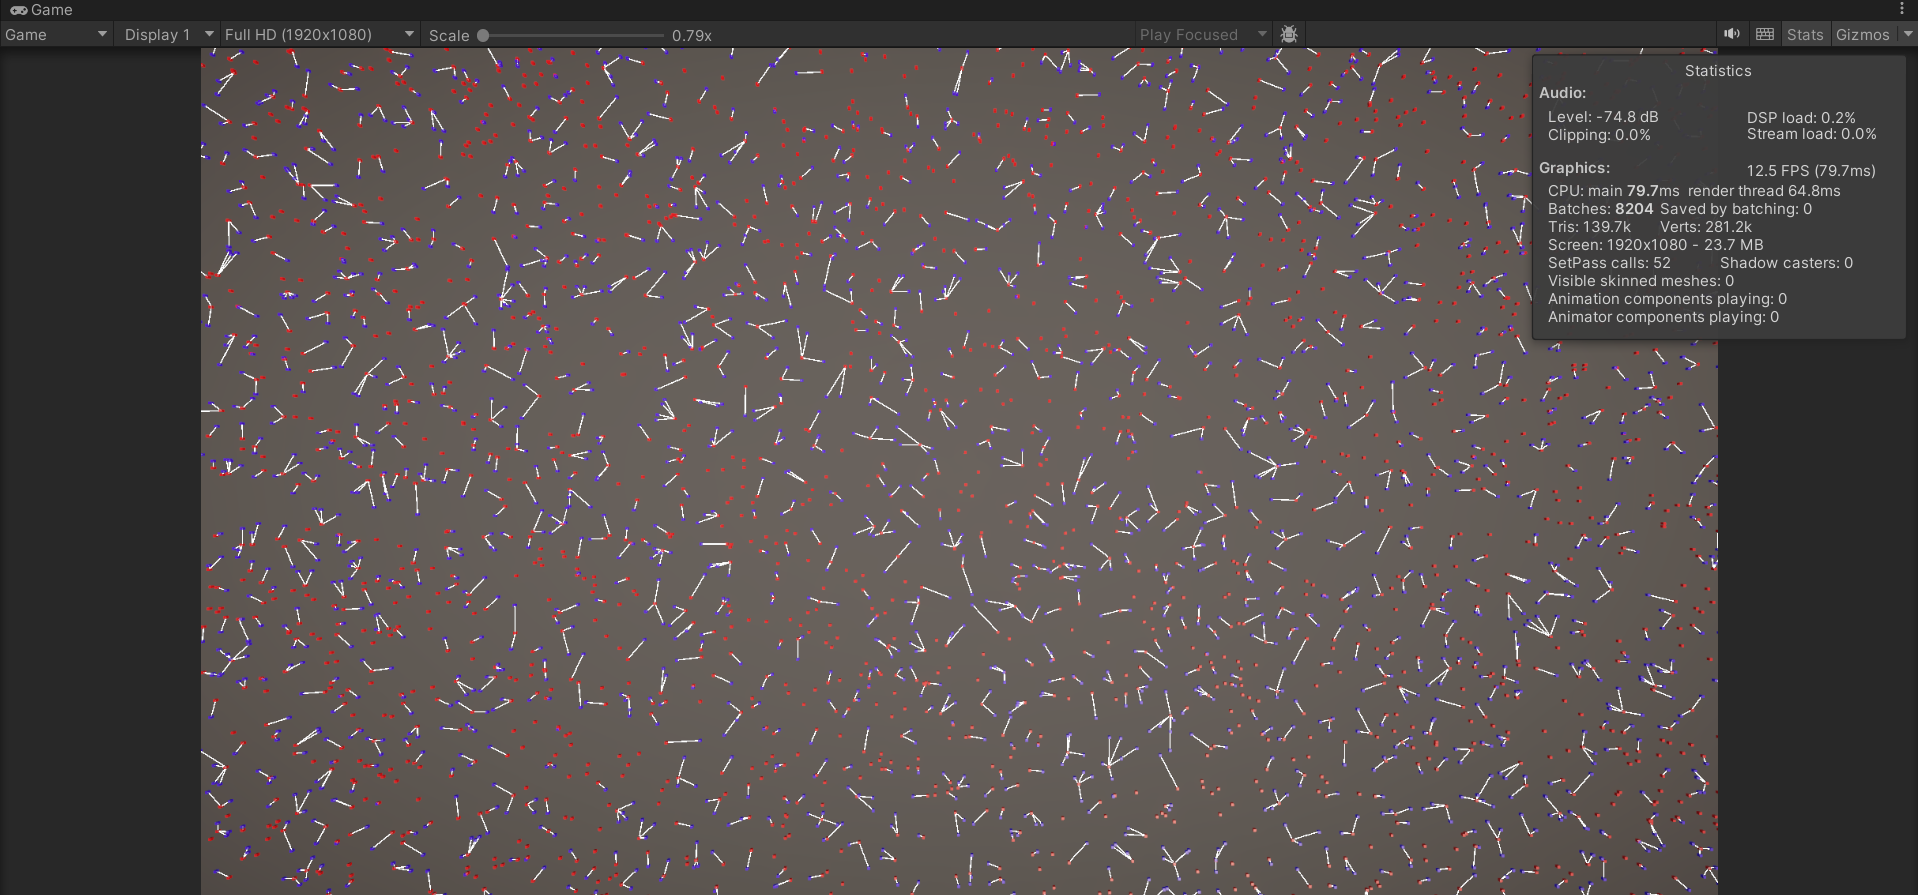 Game
Game Display 1 Full HD (1920x1080) Scale 0.79x Play Focused Stats Gizmos
Statistics
Audio:
Level: -74.8 dB DSP load: 0.2%
Clipping: 0.0% Stream load: 0.0%
Graphics: 12.5 FPS (79.7ms)
CPU: main 79.7ms render thread 64.8ms
Batches: 8204 Saved by batching: 0
Tris: 139.7k Verts: 281.2k
Screen: 1920x1080 - 23.7 MB
SetPass calls: 52 Shadow casters: 0
Visible skinned meshes: 0
Animation components playing: 0
Animator components playing: 0